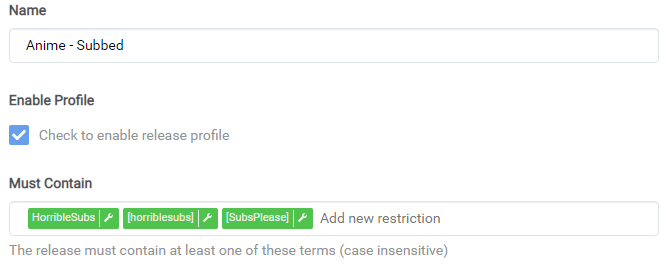 Name
Anime - Subbed
Enable Profile
Check to enable release profile
Must Contain
HorribleSubs [horriblesubs] [SubsPlease] Add new restriction
The release must contain at least one of these terms (case insensitive)